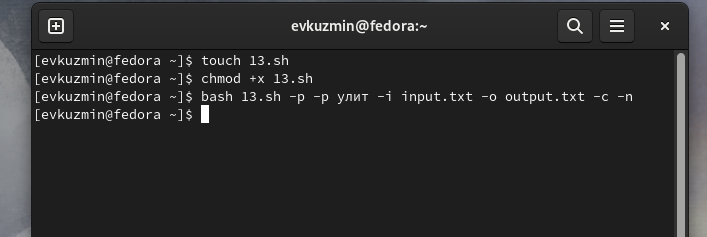 evkuzmin@fedora:~
[evkuzmin@fedora ~]$ touch 13.sh
[evkuzmin@fedora ~]$ chmod +x 13.sh
[evkuzmin@fedora ~]$ bash 13.sh -p -p улит -i input.txt -o output.txt -c -n
[evkuzmin@fedora ~]$